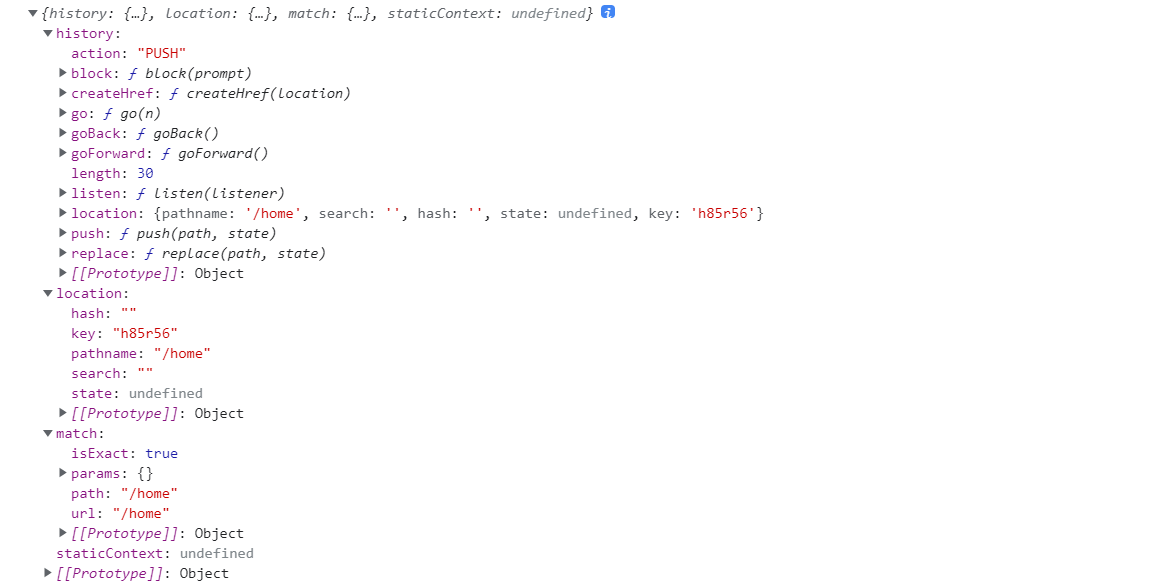 {history: {…}, location: {…}, match: {…}, staticContext: undefined} i
history:
action: "PUSH"
block: ƒ block(prompt)
createHref: ƒ createHref(location)
go: ƒ go(n)
goBack: ƒ goBack()
goForward: ƒ goForward()
length: 30
listen: ƒ listen(listener)
location: {pathname: '/home', search: '', hash: '', state: undefined, key: 'h85r56'}
push: ƒ push(path, state)
replace: ƒ replace(path, state)
[[Prototype]]: Object
location:
hash: ""
key: "h85r56"
pathname: "/home"
search: ""
state: undefined
[[Prototype]]: Object
match:
isExact: true
params: {}
path: "/home"
url: "/home"
[[Prototype]]: Object
staticContext: undefined
[[Prototype]]: Object